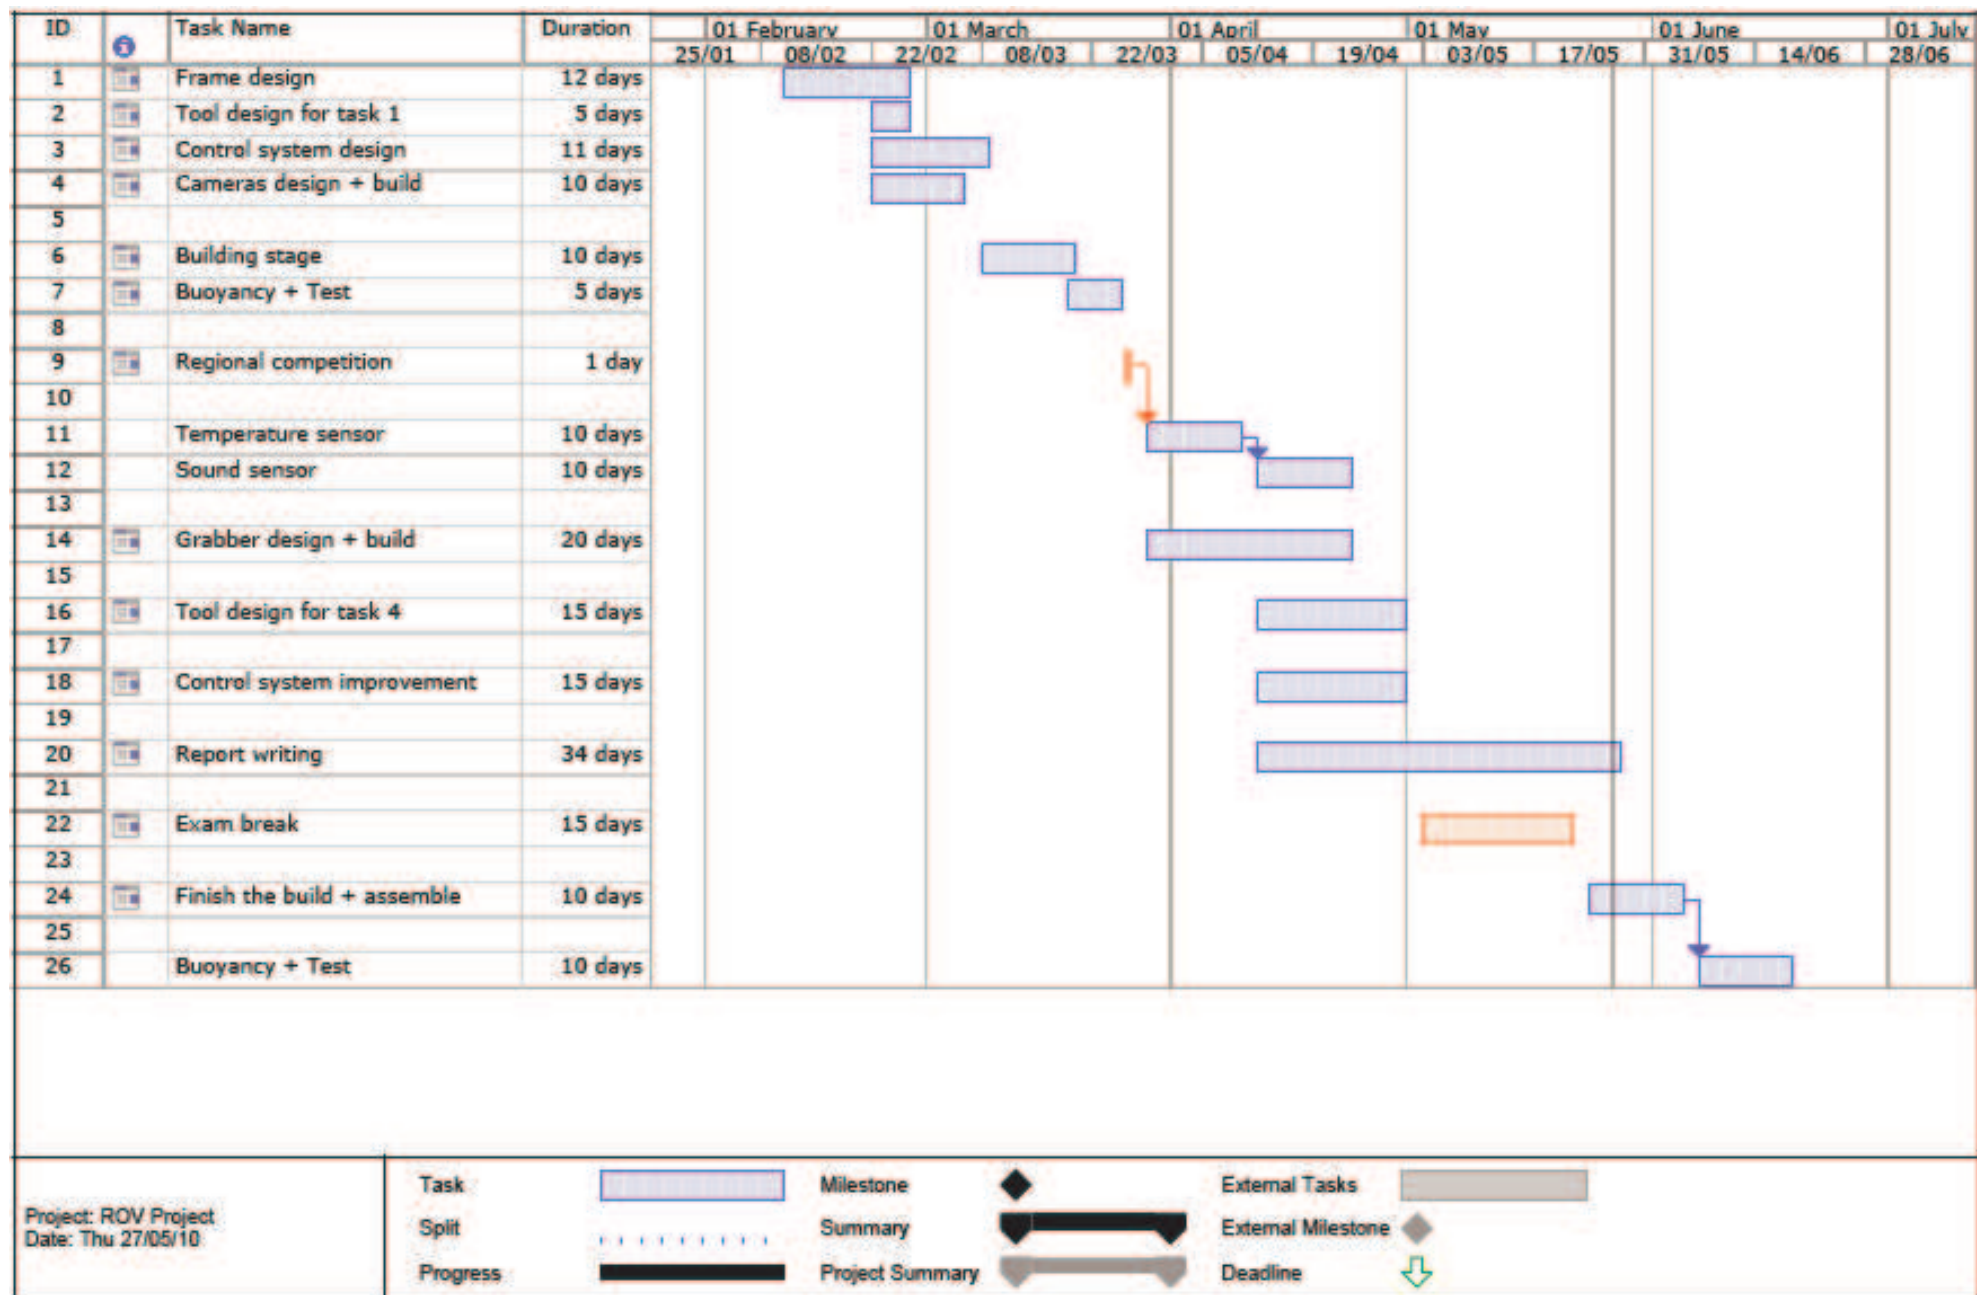 ID Task Name Duration 01 February 01 March 01 April 01 May 01 June 01 July
25/01 08/02 22/02 08/03 22/03 05/04 19/04 03/05 17/05 31/05 14/06 28/06
1 Frame design 12 days
2 Tool design for task 1 5 days
3 Control system design 11 days
4 Cameras design + build 10 days
5
6 Building stage 10 days
7 Buoyancy + Test 5 days
8
9 Regional competition 1 day
10
11 Temperature sensor 10 days
12 Sound sensor 10 days
13
14 Grabber design + build 20 days
15
16 Tool design for task 4 15 days
17
18 Control system improvement 15 days
19
20 Report writing 34 days
21
22 Exam break 15 days
23
24 Finish the build + assemble 10 days
25
26 Buoyancy + Test 10 days
Project: ROV Project
Date: Thu 27/05/10
Task Milestone External Tasks
Split Summary External Milestone
Progress Project Summary Deadline